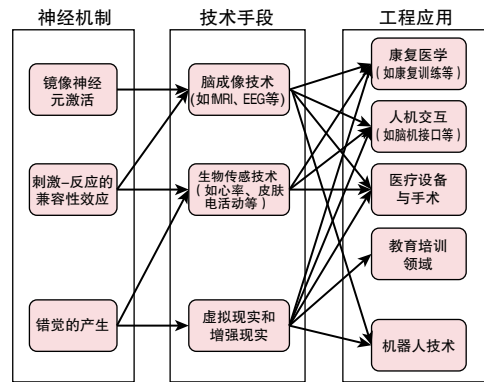 神经机制
技术手段
工程应用
镜像神经
元激活
刺激-反应的
兼容性效应
错觉的产生
脑成像技术
(如fMRI、EEG等)
生物传感技术
(如心率、皮肤
电活动等)
虚拟现实和
增强现实
康复医学
(如康复训练等)
人机交互
(如脑机接口等)
医疗设备
与手术
教育培训
领域
机器人技术